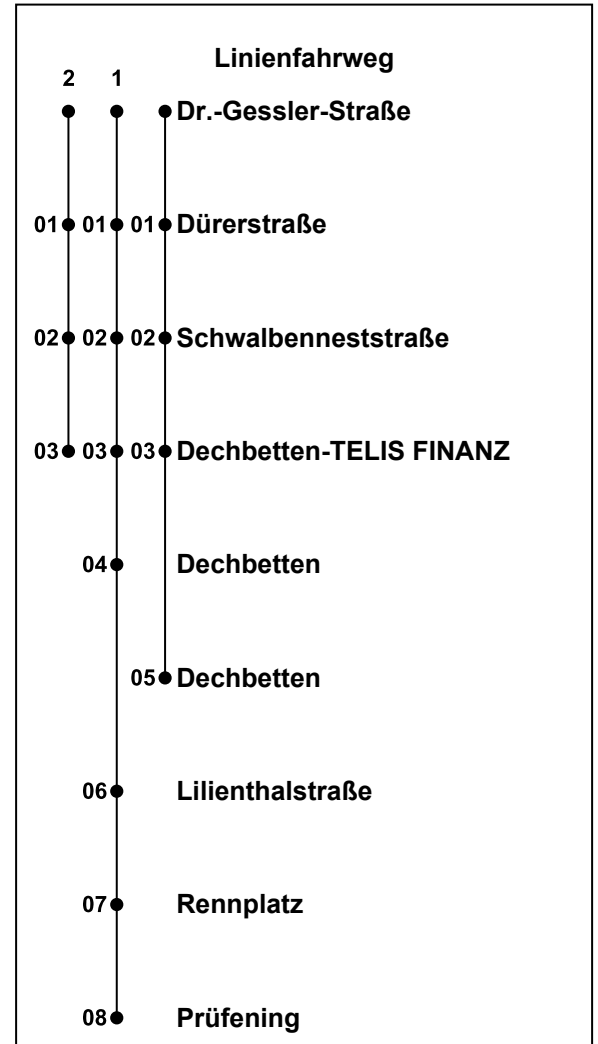 Linienfahrweg
2 1
Dr.-Gessler-Straße
01 01 01 Dürerstraße
02 02 02 Schwalbenneststraße
03 03 03 Dechbetten-TELIS FINANZ
04 Dechbetten
05 Dechbetten
06 Lilienthalstraße
07 Rennplatz
08 Prüfening